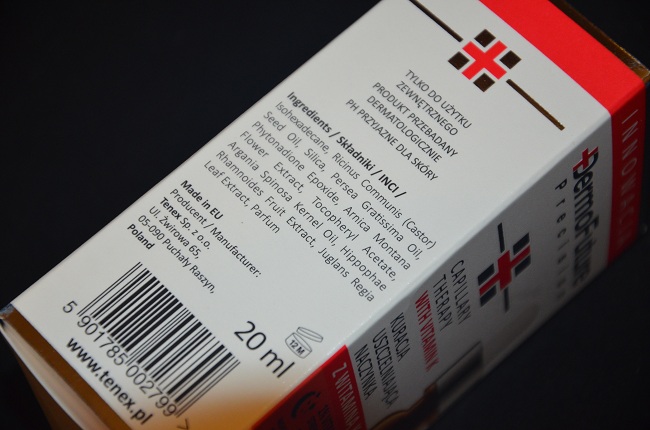 TYLKO DO UŻYTKU
ZEWNĘTRZNEGO
PRODUKT PRZEBADANY
DERMATOLOGICZNIE
PH PRZYJAZNE DLA SKÓRY
Ingredients / Składniki / INCI /
Isohexadecane, Ricinus Communis (Castor)
Seed Oil, Silica, Persea Gratissima Oil,
Phytonadione Epoxide, Arnica Montana
Flower Extract, Tocopheryl Acetate,
Argania Spinosa Kernel Oil, Hippophae
Rhamnoides Fruit Extract, Juglans Regia
Leaf Extract, Parfum
Made in EU
Producent / Manufacturer:
Tenex Sp. z o.o.
Ul. Żwirowa 65,
05-090 Puchały Raszyn,
Poland
20 ml
12 M
5 901785 002799 >
www.tenex.pl
DermoFuture
Precision
CAPILLARY
THERAPY
WITH VITAMIN K
KURACJA
USZCZELNIAJĄCA
NACZYNKA
Z WITAMINĄ